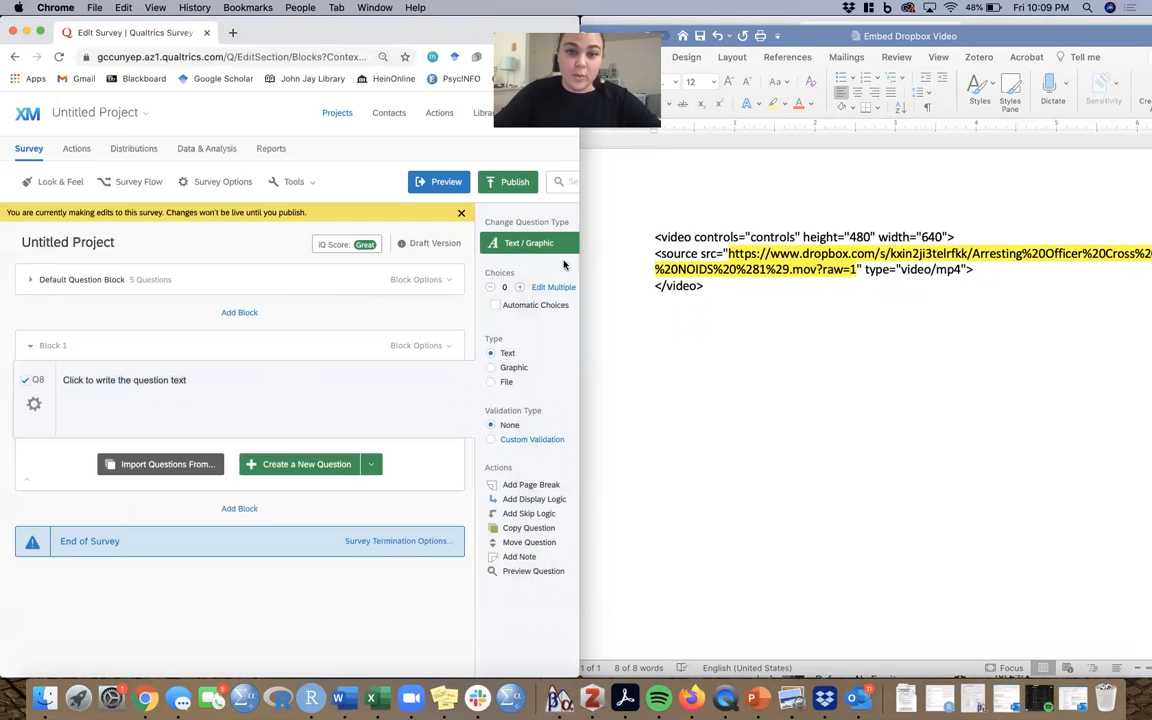 Chrome File Edit View History Bookmarks People Tab Window Help
48% Fri 10:09 PM
Edit Survey | Qualtrics Survey
Embed Dropbox Video
gccunyep.az1.qualtrics.com/Q/EditSection/Blocks?Contex...
Design Layout References Mailings Review View Zotero Acrobat Tell me
Apps Gmail Blackboard Google Scholar John Jay Library HeinOnline PsycINFO
12 Aa
Styles Styles Pane Dictate Sensitivity
XM Untitled Project Projects Contacts Actions
1 2 3 4
Survey Actions Distributions Data & Analysis Reports
Look & Feel Survey Flow Survey Options Tools Preview Publish
You are currently making edits to this survey. Changes won't be live until you publish.
Change Question Type
Untitled Project iQ Score: Great Draft Version
Text / Graphic
Default Question Block 5 Questions Block Options
Choices
0 Edit Multiple
Automatic Choices
Add Block
Block 1 Block Options
Type
Text
Graphic
File
Q8 Click to write the question text
Validation Type
None
Custom Validation
Import Questions From... Create a New Question
Actions
Add Page Break
Add Display Logic
Add Skip Logic
Copy Question
Move Question
Add Note
Preview Question
Add Block
End of Survey Survey Termination Options...
<video controls="controls" height="480" width="640">
<source src="https://www.dropbox.com/s/kxin2ji3telrfkk/Arresting%20Officer%20Cross%
%20NOIDS%20%281%29.mov?raw=1" type="video/mp4">
</video>
1 of 1 8 of 8 words English (United States) Focus